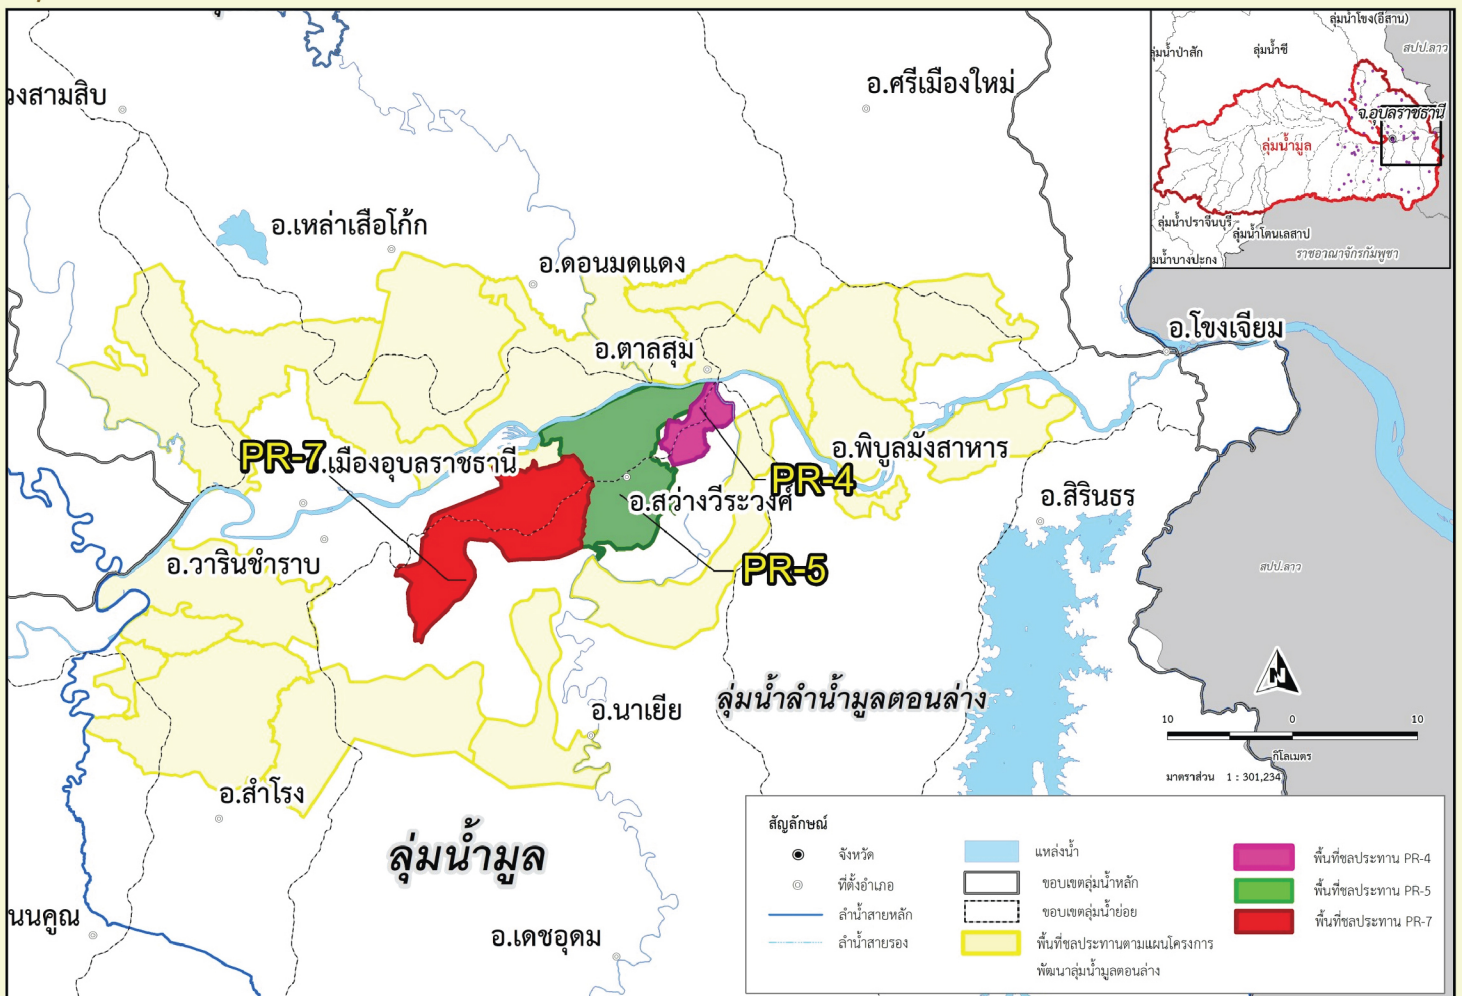 ลุ่มน้ำโขง(อีสาน)
สปป.ลาว
ลุ่มน้ำป่าสัก
ลุ่มน้ำชี
จ.อุบลราชธานี
ลุ่มน้ำมูล
ลุ่มน้ำปราจีนบุรี
ลุ่มน้ำโตนเลสาป
มน้ำบางปะกง
ราชอาณาจักรกัมพูชา
วงสามสิบ
อ.ศรีเมืองใหม่
อ.เหล่าเสือโก้ก
อ.ดอนมดแดง
อ.โขงเจียม
อ.ตาลสุม
PR-7
.เมืองอุบลราชธานี
อ.พิบูลมังสาหาร
PR-4
อ.สว่างวีระวงศ์
อ.สิรินธร
อ.วารินชำราบ
PR-5
สปป.ลาว
N
อ.นาเยีย
ลุ่มน้ำลำน้ำมูลตอนล่าง
10 0 10
กิโลเมตร
มาตราส่วน 1 : 301,234
อ.สำโรง
ลุ่มน้ำมูล
นนคูณ
อ.เดชอุดม
สัญลักษณ์
จังหวัด
ที่ตั้งอำเภอ
ลำน้ำสายหลัก
ลำน้ำสายรอง
แหล่งน้ำ
ขอบเขตลุ่มน้ำหลัก
ขอบเขตลุ่มน้ำย่อย
พื้นที่ชลประทานตามแผนโครงการ
พัฒนาลุ่มน้ำมูลตอนล่าง
พื้นที่ชลประทาน PR-4
พื้นที่ชลประทาน PR-5
พื้นที่ชลประทาน PR-7